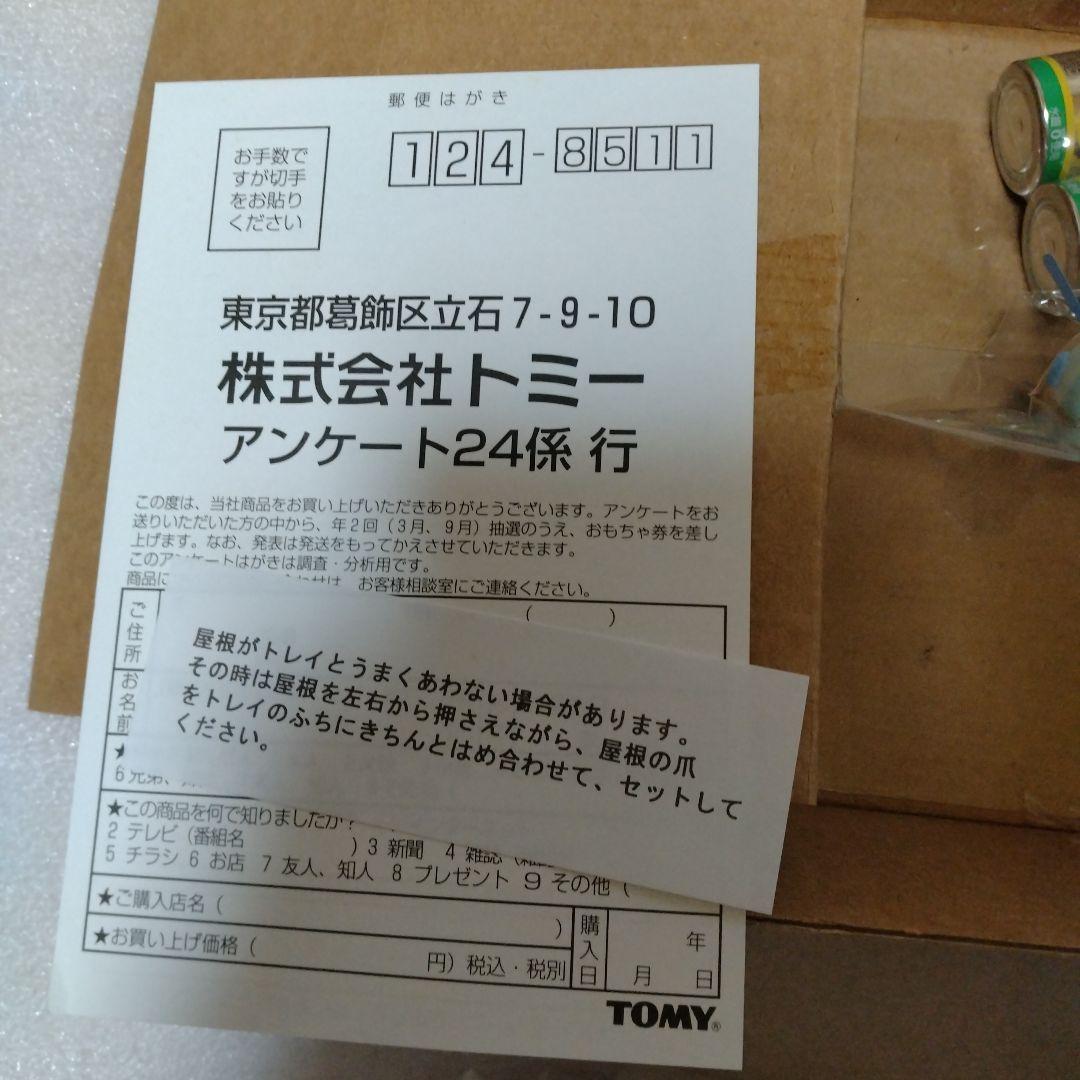 郵便はがき
お手数で
すが切手
をお貼り
ください
124-8511
東京都葛飾区立石7-9-10
株式会社トミー
アンケート24係 行
この度は、当社商品をお買い上げいただきありがとうございます。アンケートをお
送りいただいた方の中から、年2回（3月、9月）抽選のうえ、おもちゃ券を差し
上げます。なお、発表は発送をもってかえさせていただきます。
このアンケートはがきは調査・分析用です。
商品に わせは、お客様相談室にご連絡ください。
ご住所
（ ）
お名前
屋根がトレイとうまくあわない場合があります。
その時は屋根を左右から押さえながら、屋根の爪
をトレイのふちにきちんとはめ合わせて、セットして
ください。
★
6 兄弟、
★この商品を何で知りましたか？
2 テレビ（番組名 ）3 新聞 4 雑誌（
5 チラシ 6 お店 7 友人、知人 8 プレゼント 9 その他（
★ご購入店名（ ）
★お買い上げ価格（ 円）税込・税別
購入日
年
月 日
TOMY®